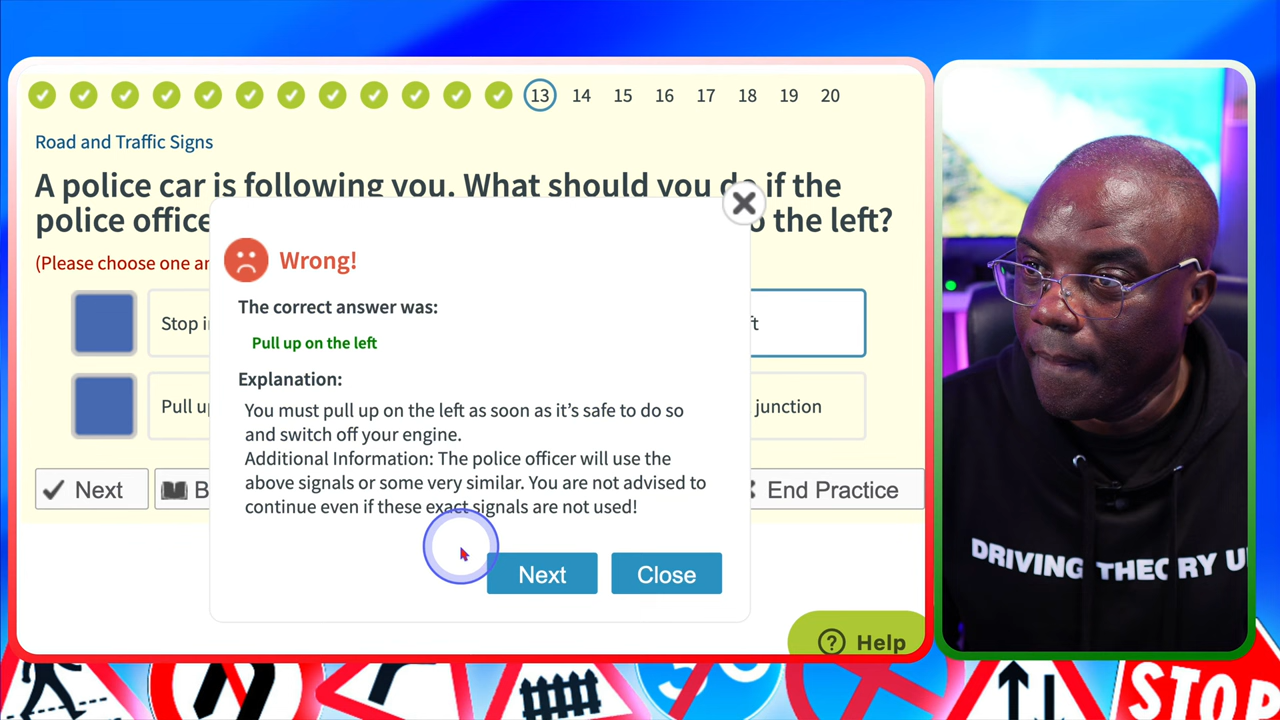 13 14 15 16 17 18 19 20
Road and Traffic Signs
A police car is following you. What should you do if the
police office
o the left?
(Please choose one an
Wrong!
The correct answer was:
Pull up on the left
Explanation:
You must pull up on the left as soon as it’s safe to do so
and switch off your engine.
Additional Information: The police officer will use the
above signals or some very similar. You are not advised to
continue even if these exact signals are not used!
Stop i
ft
Pull up
junction
Next
B
End Practice
Next
Close
Help
DRIVING THEORY U
50
STOP